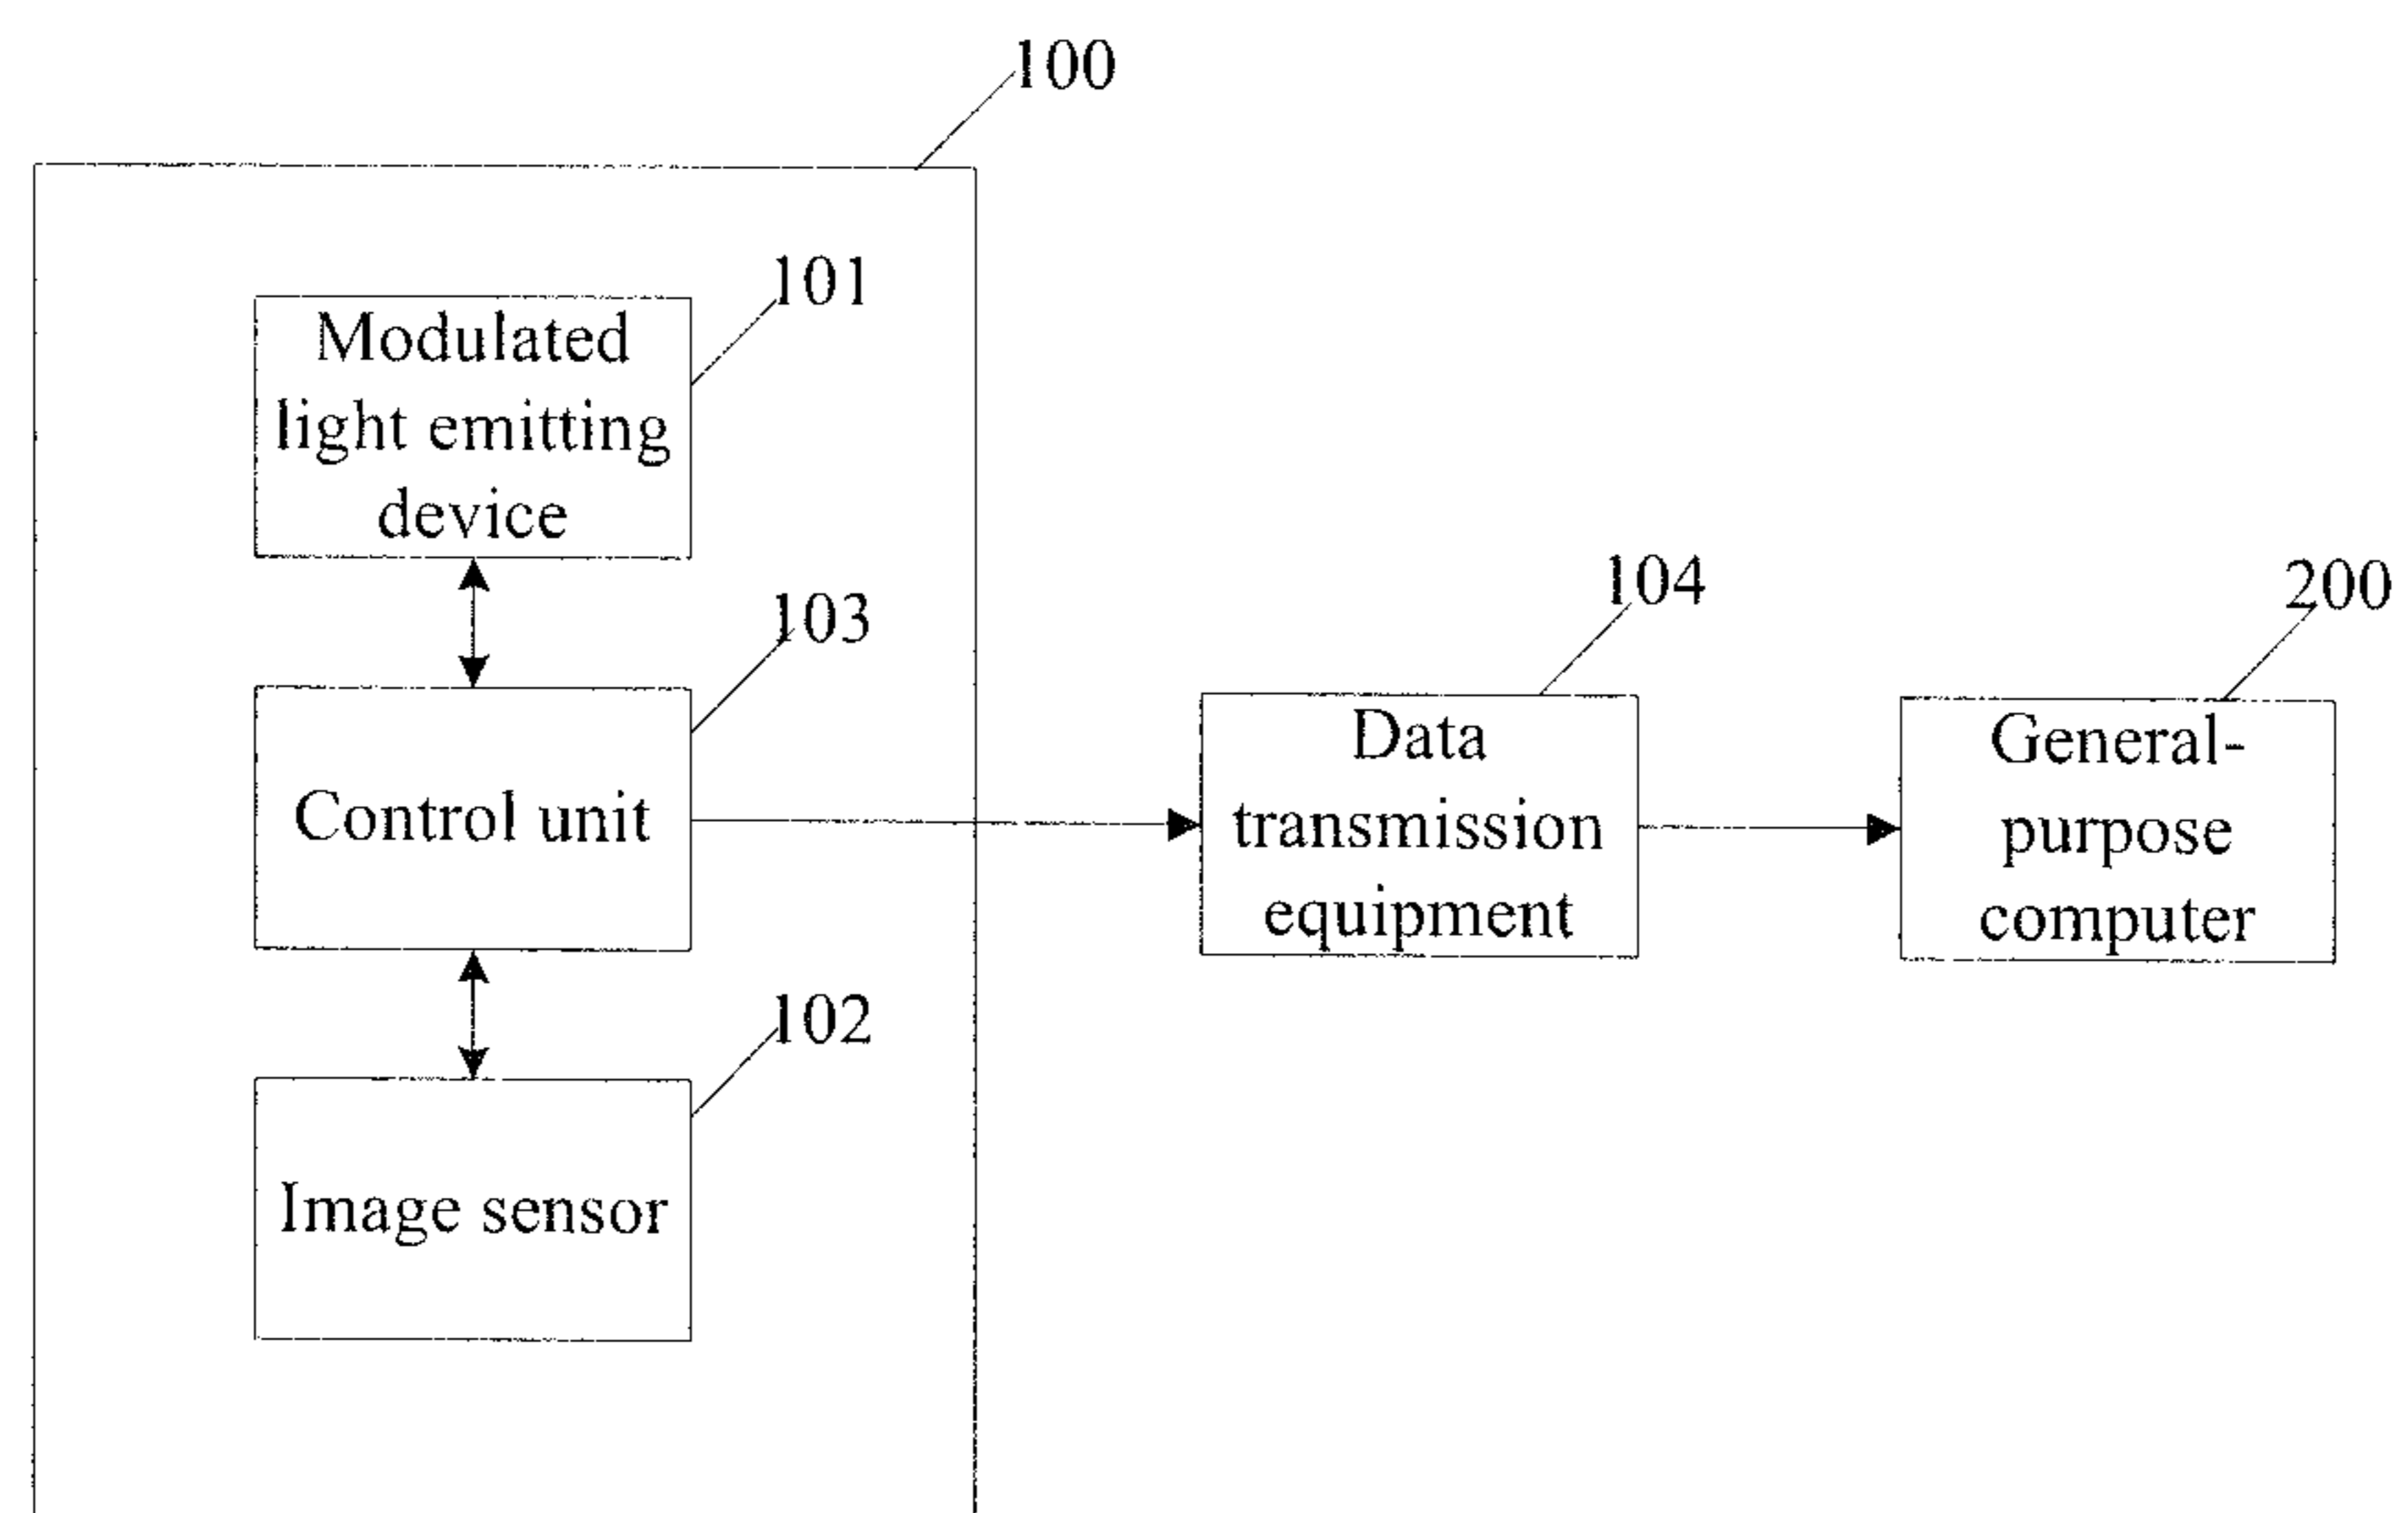 100
101
Modulated
light emitting
device
103
Control unit
102
Image sensor
104
Data
transmission
equipment
200
General-
purpose
computer